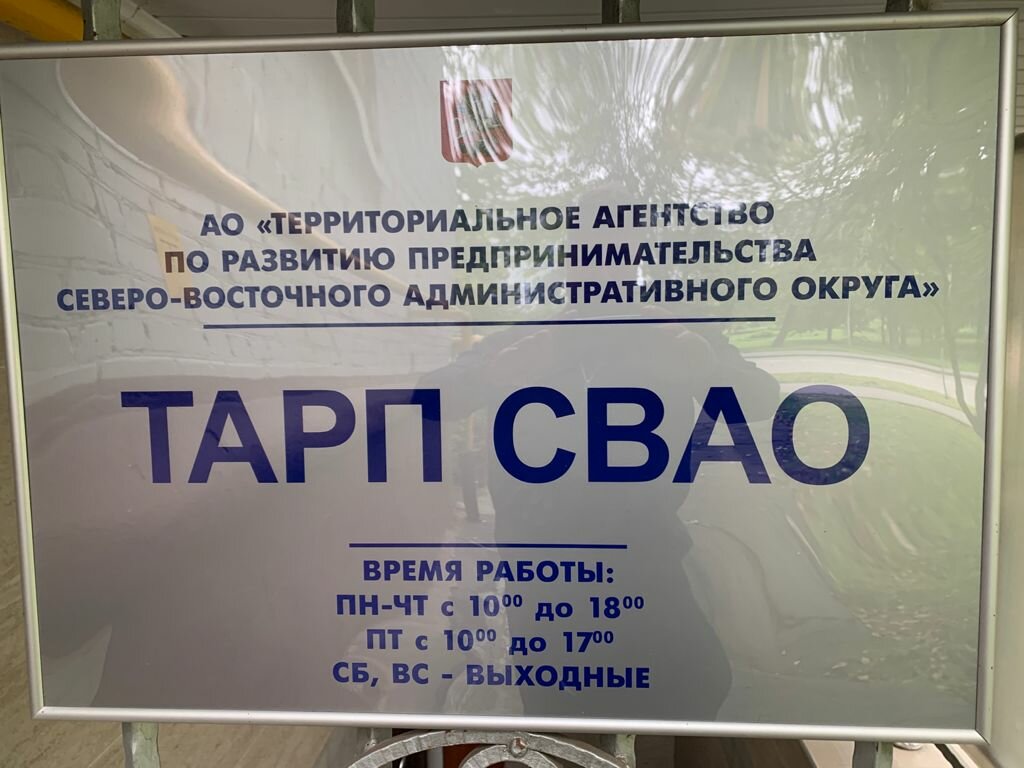 АО «ТЕРРИТОРИАЛЬНОЕ АГЕНТСТВО
ПО РАЗВИТИЮ ПРЕДПРИНИМАТЕЛЬСТВА
СЕВЕРО-ВОСТОЧНОГО АДМИНИСТРАТИВНОГО ОКРУГА»
ТАРП СВАО
ВРЕМЯ РАБОТЫ:
ПН-ЧТ с 10⁰⁰ до 18⁰⁰
ПТ с 10⁰⁰ до 17⁰⁰
СБ, ВС - ВЫХОДНЫЕ